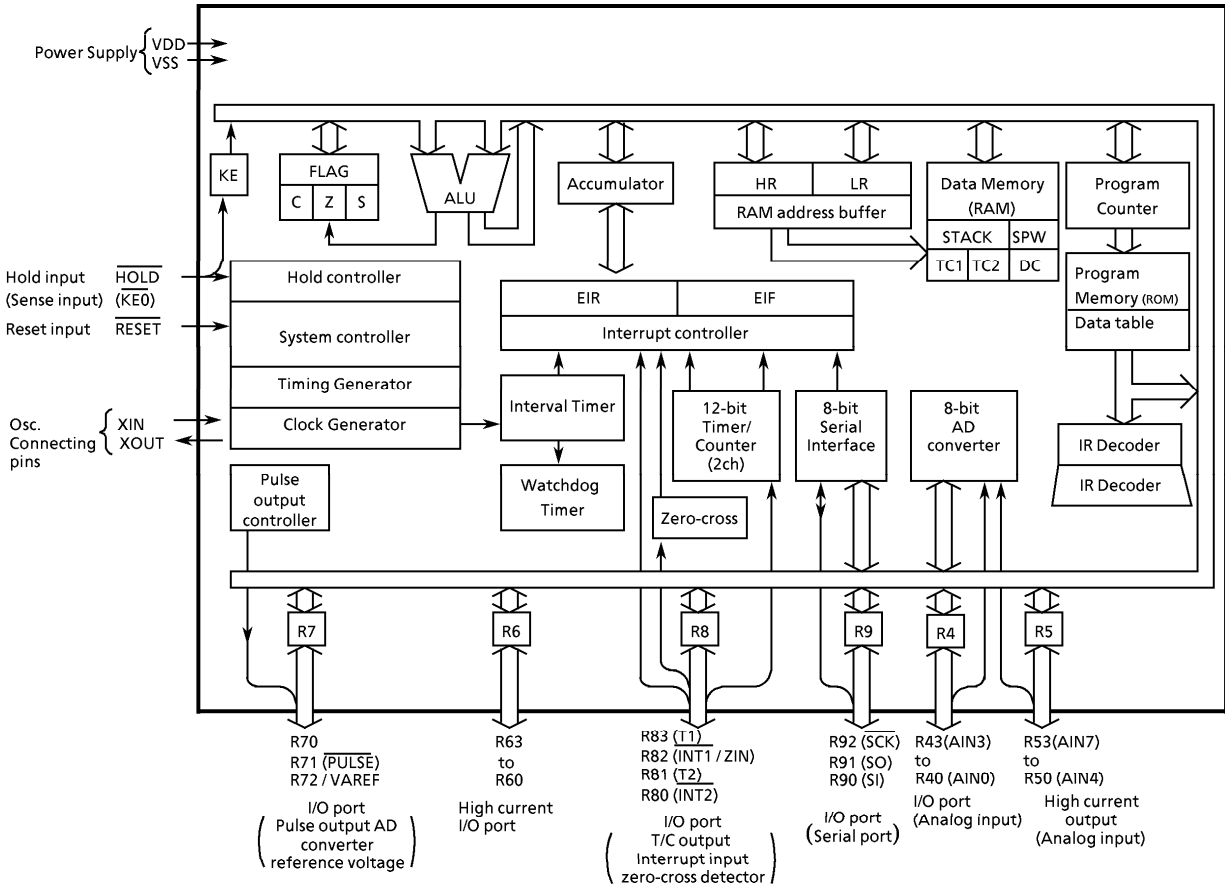 Power Supply
VDD
VSS
KE
FLAG
C Z S
ALU
Accumulator
HR LR
RAM address buffer
Data Memory
(RAM)
STACK SPW
TC1 TC2 DC
Program
Counter
Program
Memory (ROM)
Data table
Hold input HOLD
(Sense input) (KE0)
Reset input RESET
Hold controller
System controller
Timing Generator
Clock Generator
EIR EIF
Interrupt controller
Osc.
Connecting
pins
XIN
XOUT
Interval Timer
Watchdog
Timer
12-bit
Timer/
Counter
(2ch)
8-bit
Serial
Interface
8-bit
AD
converter
IR Decoder
IR Decoder
Pulse
output
controller
Zero-cross
R7 R6 R8 R9 R4 R5
R70
R71 (PULSE)
R72 / VAREF
I/O port
(Pulse output AD
converter
reference voltage)
R63
to
R60
High current
I/O port
R83 (T1)
R82 (INT1 / ZIN)
R81 (T2)
R80 (INT2)
I/O port
(T/C output
Interrupt input
zero-cross detector)
R92 (SCK)
R91 (SO)
R90 (SI)
I/O port
(Serial port)
R43(AIN3)
to
R40 (AIN0)
I/O port
(Analog input)
R53(AIN7)
to
R50 (AIN4)
High current
output
(Analog input)